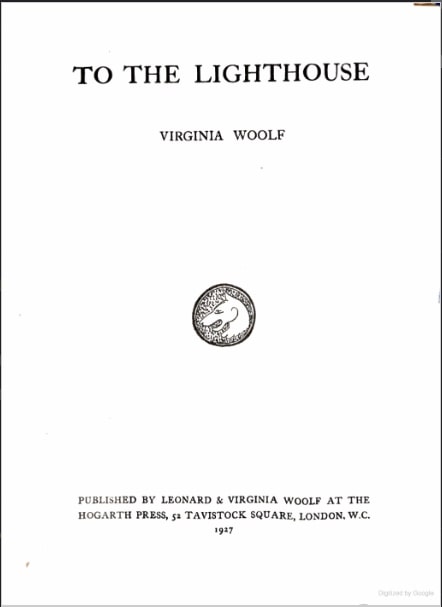 TO THE LIGHTHOUSE
VIRGINIA WOOLF
PUBLISHED BY LEONARD & VIRGINIA WOOLF AT THE
HOGARTH PRESS, 52 TAVISTOCK SQUARE, LONDON, W.C.
1927
Digitized by Google